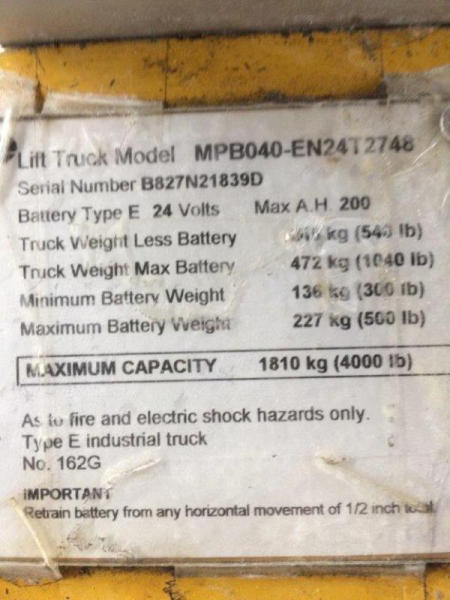 Lift Truck Model MPB040-EN24T2748
Serial Number B827N21839D
Battery Type E 24 Volts Max A.H. 200
Truck Weight Less Battery kg (540 lb)
Truck Weight Max Battery 472 kg (1040 lb)
Minimum Battery Weight 136 kg (300 lb)
Maximum Battery Weight 227 kg (500 lb)
MAXIMUM CAPACITY 1810 kg (4000 lb)
As to fire and electric shock hazards only.
Type E industrial truck
No. 162G
IMPORTANT
Retrain battery from any horizontal movement of 1/2 inch total